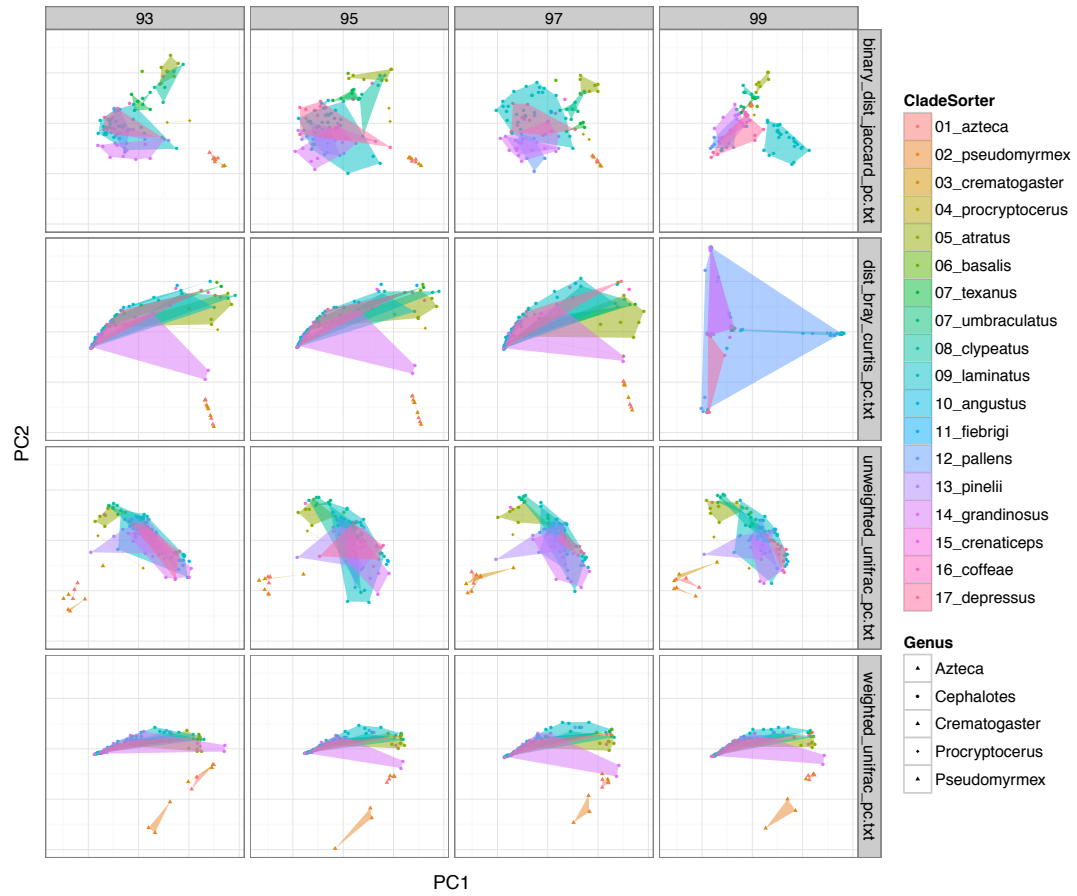 93
95
97
99
binary_dist_jaccard_pc.txt
dist_bray_curtis_pc.txt
unweighted_unifrac_pc.txt
weighted_unifrac_pc.txt
PC2
PC1
CladeSorter
01_azteca
02_pseudomyrmex
03_crematogaster
04_procryptocerus
05_atratus
06_basalis
07_texanus
07_umbraculatus
08_clypeatus
09_laminatus
10_angustus
11_fiebrigi
12_pallens
13_pinelii
14_grandinosus
15_crenaticeps
16_coffeae
17_depressus
Genus
Azteca
Cephalotes
Crematogaster
Procryptocerus
Pseudomyrmex